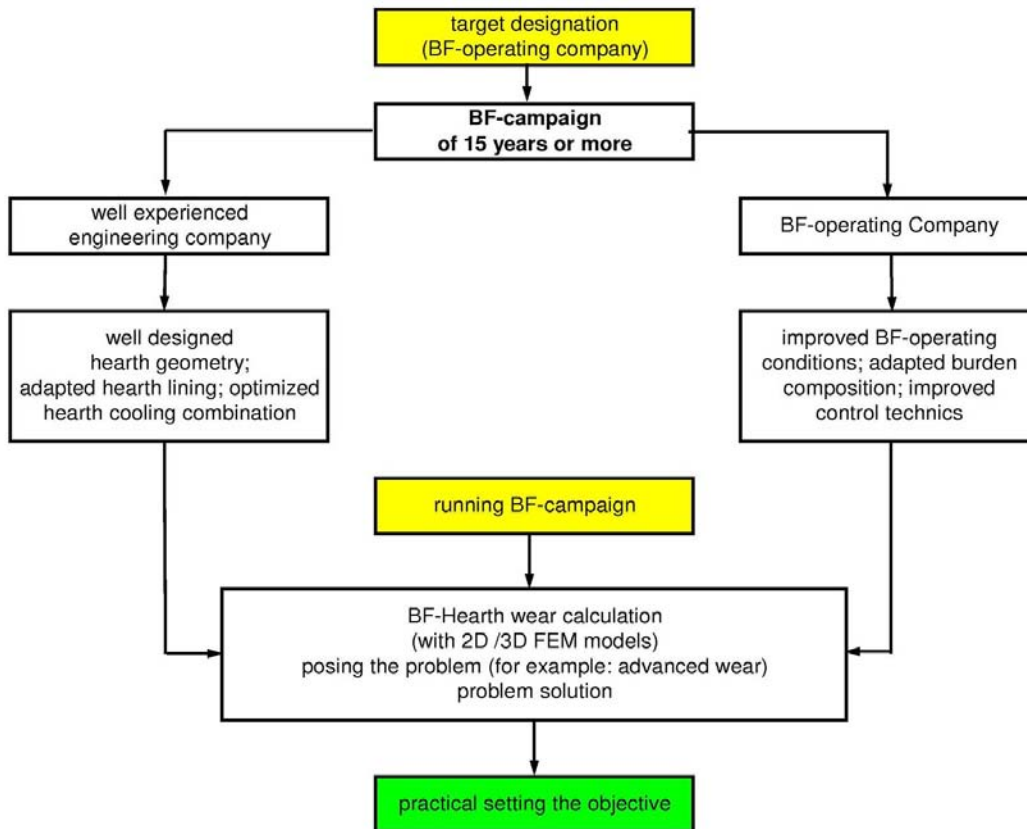 target designation
(BF-operating company)
BF-campaign
of 15 years or more
well experienced
engineering company
BF-operating Company
well designed
hearth geometry;
adapted hearth lining; optimized
hearth cooling combination
improved BF-operating
conditions; adapted burden
composition; improved
control technics
running BF-campaign
BF-Hearth wear calculation
(with 2D /3D FEM models)
posing the problem (for example: advanced wear)
problem solution
practical setting the objective